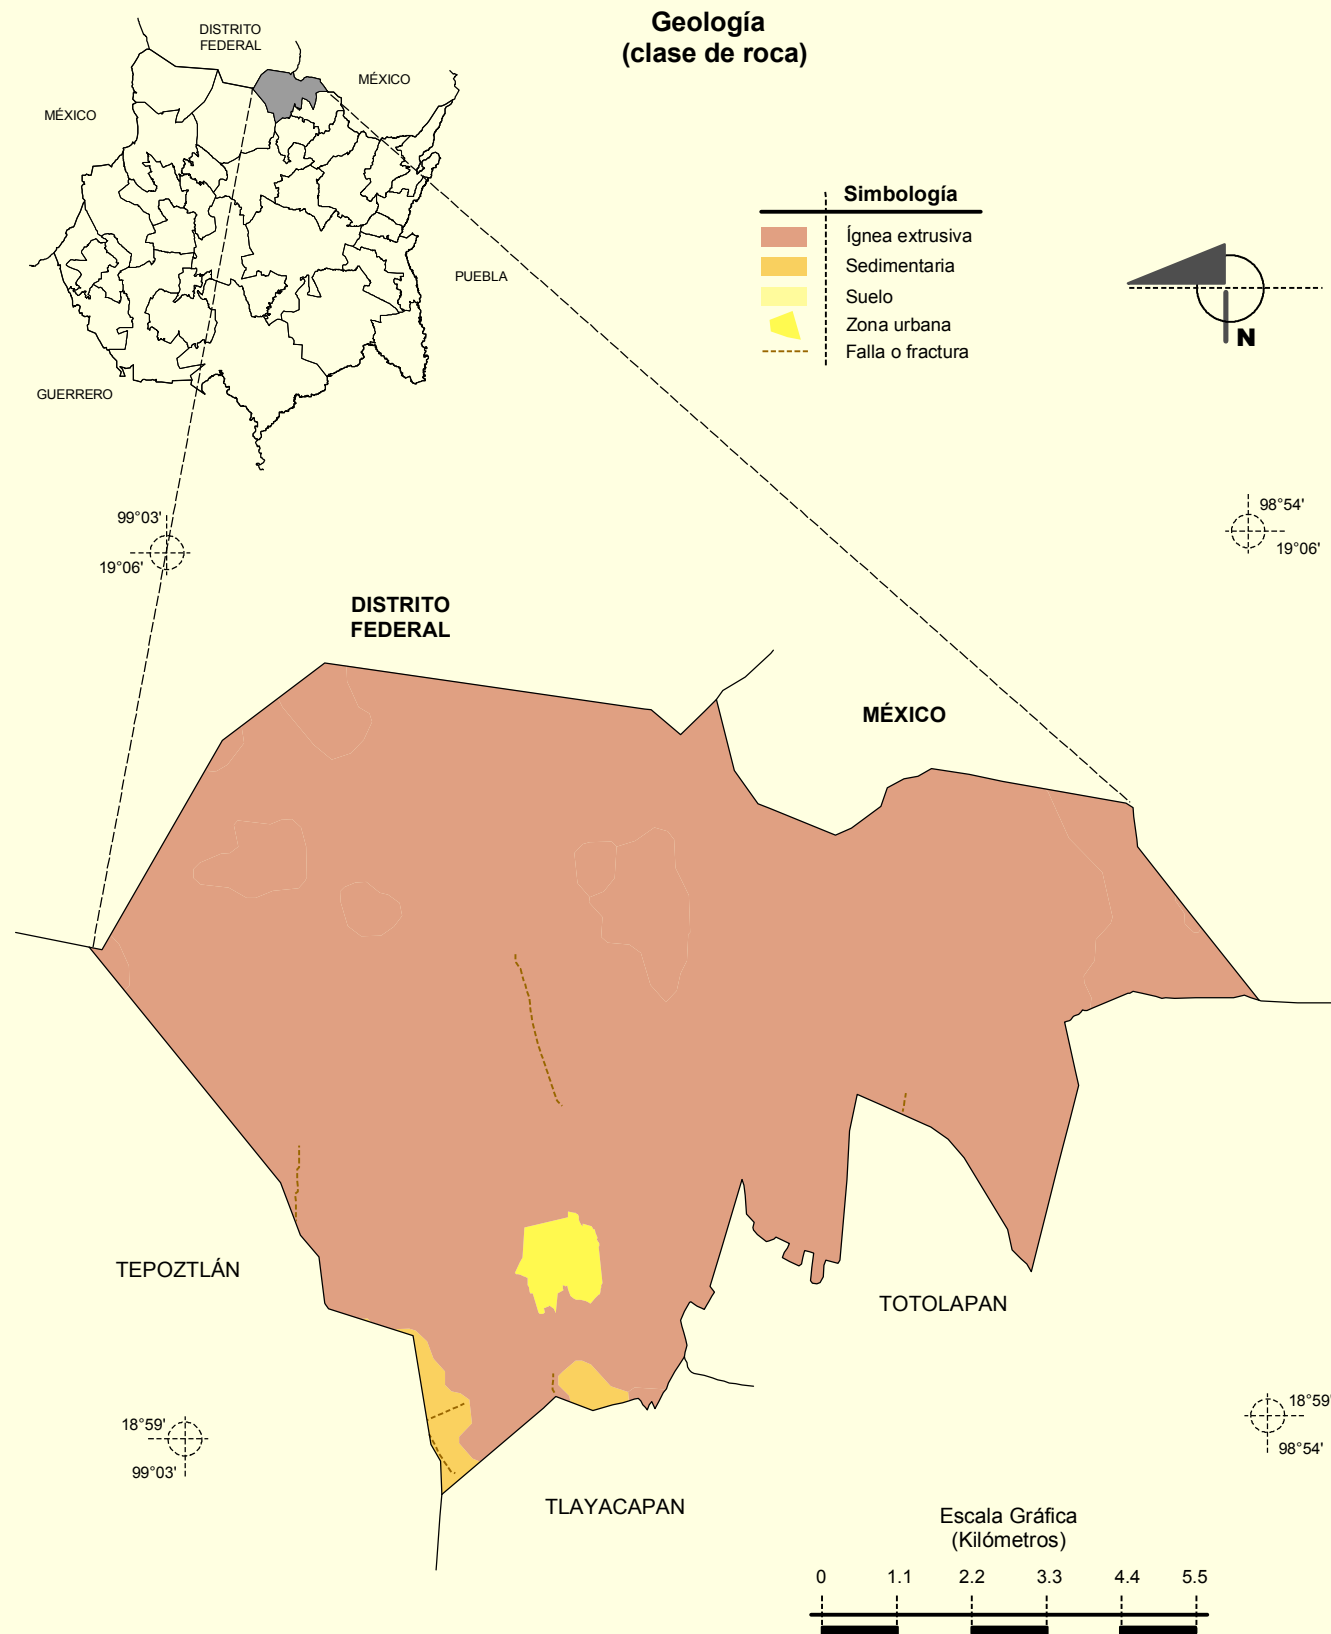 Geología
(clase de roca)
DISTRITO
FEDERAL
MÉXICO
MÉXICO
PUEBLA
GUERRERO
Simbología
Ígnea extrusiva
Sedimentaria
Suelo
Zona urbana
Falla o fractura
N
99°03'
19°06'
98°54'
19°06'
DISTRITO
FEDERAL
MÉXICO
TEPOZTLÁN
TOTOLAPAN
18°59'
99°03'
18°59'
98°54'
TLAYACAPAN
Escala Gráfica
(Kilómetros)
0 1.1 2.2 3.3 4.4 5.5